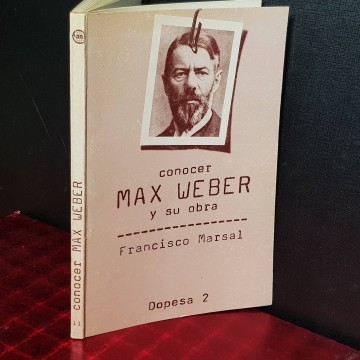 conocer
MAX WEBER
y su obra
Francisco Marsal
Dopesa 2
conocer MAX WEBER